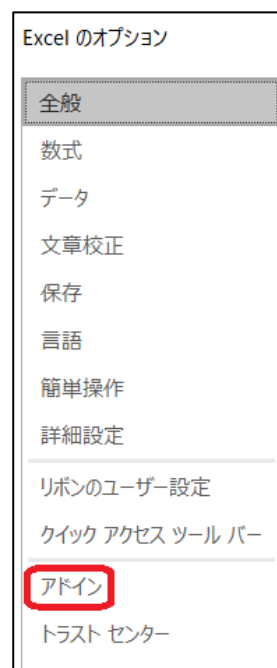 Excel のオプション
全般
数式
データ
文章校正
保存
言語
簡単操作
詳細設定
リボンのユーザー設定
クイック アクセス ツール バー
アドイン
トラスト センター